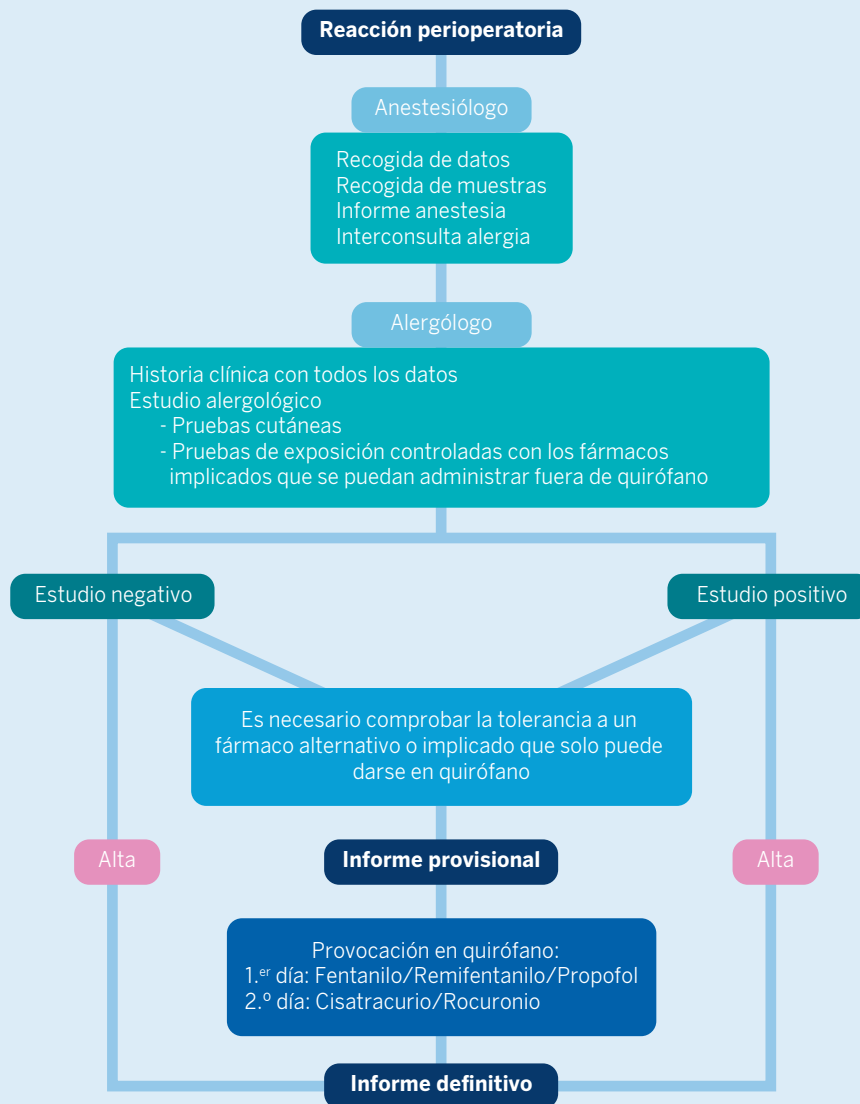 Reacción perioperatoria
Anestesiólogo
Recogida de datos
Recogida de muestras
Informe anestesia
Interconsulta alergia
Alergólogo
Historia clínica con todos los datos
Estudio alergológico
- Pruebas cutáneas
- Pruebas de exposición controladas con los fármacos
implicados que se puedan administrar fuera de quirófano
Estudio negativo
Estudio positivo
Es necesario comprobar la tolerancia a un
fármaco alternativo o implicado que solo puede
darse en quirófano
Alta
Informe provisional
Alta
Provocación en quirófano:
1.er día: Fentanilo/Remifentanilo/Propofol
2.º día: Cisatracurio/Rocuronio
Informe definitivo